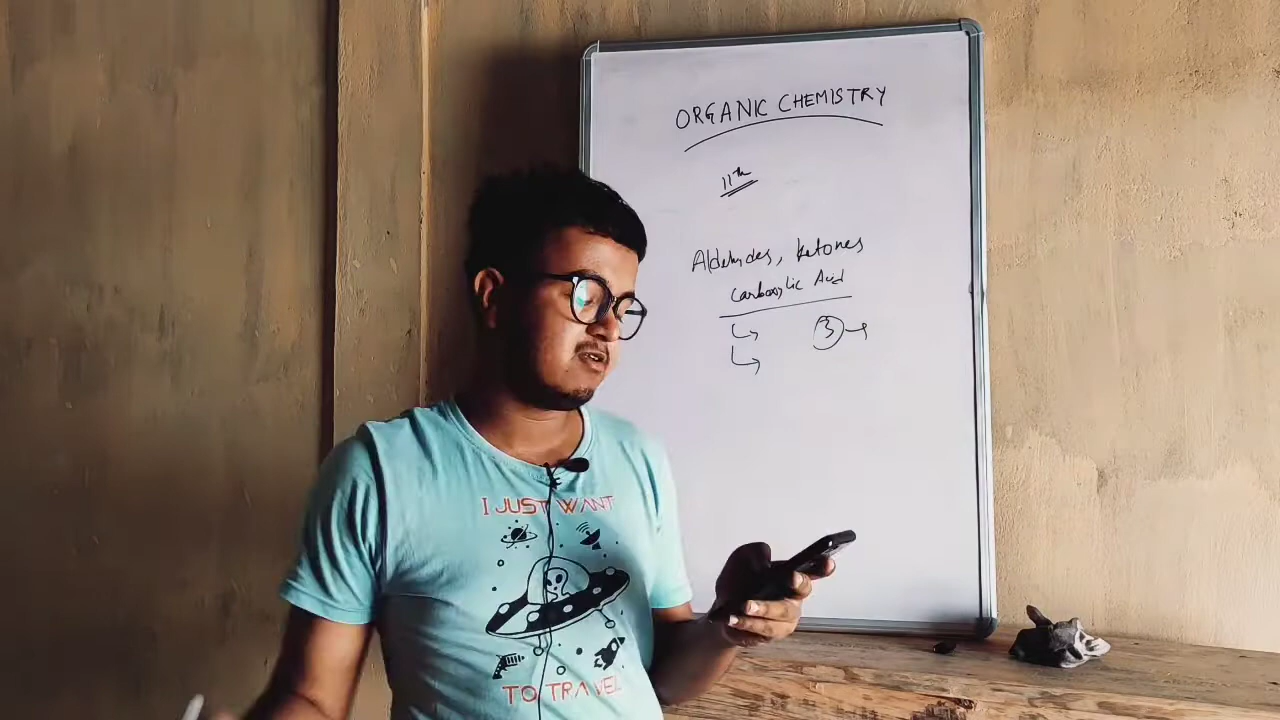 ORGANIC CHEMISTRY
11th
Aldehydes, ketones
Carboxylic Acid
3
I JUST WANT
TO TRAVEL